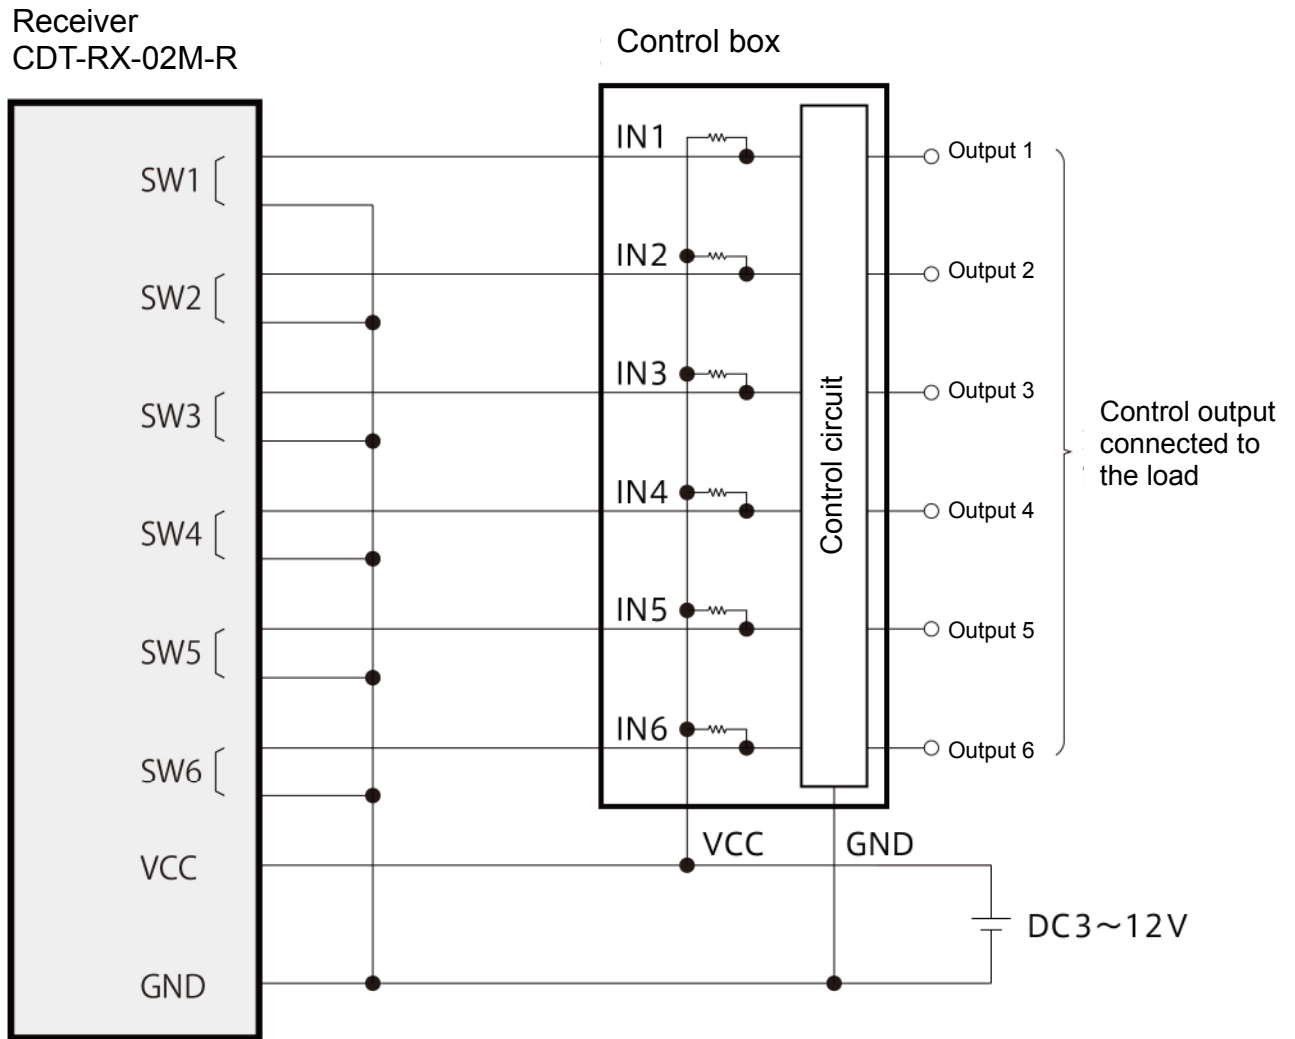 Receiver
CDT-RX-02M-R
Control box
SW1
SW2
SW3
SW4
SW5
SW6
VCC
GND
IN1
IN2
IN3
IN4
IN5
IN6
Control circuit
VCC
GND
Output 1
Output 2
Output 3
Output 4
Output 5
Output 6
Control output
connected to
the load
DC3～12V